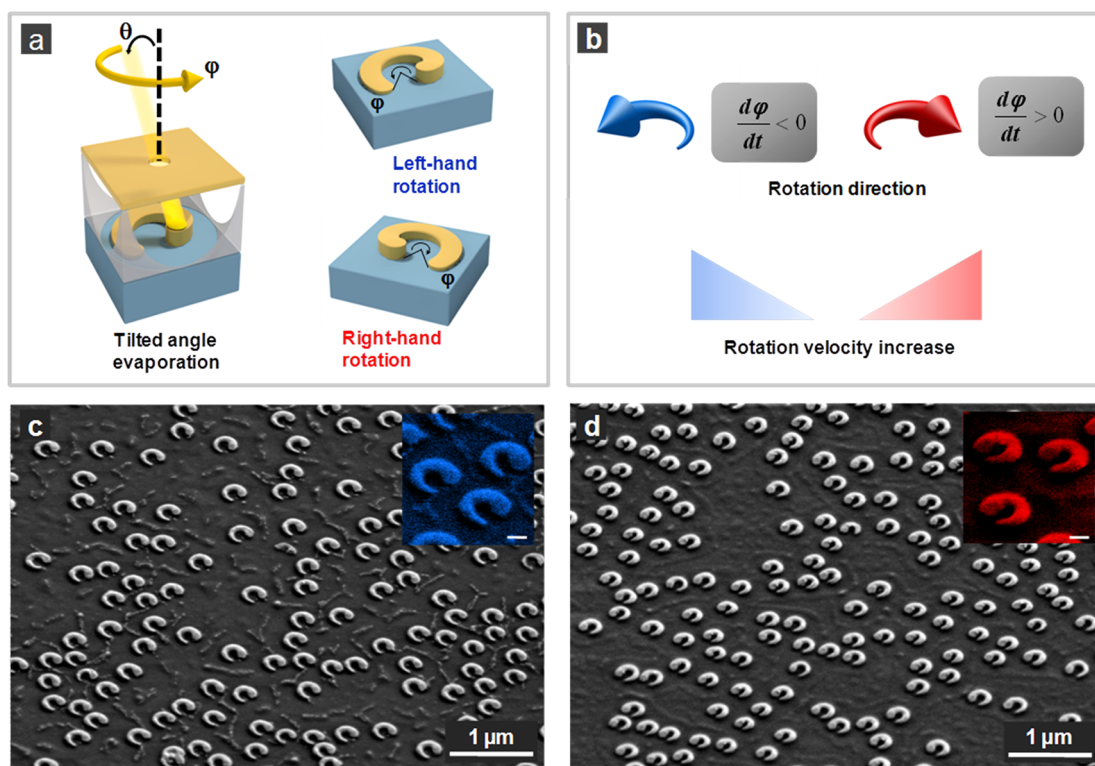 a
θ
φ
φ
Left-hand
rotation
φ
Right-hand
rotation
Tilted angle
evaporation
b
dφ/dt < 0
dφ/dt > 0
Rotation direction
Rotation velocity increase
c
1 µm
d
1 µm